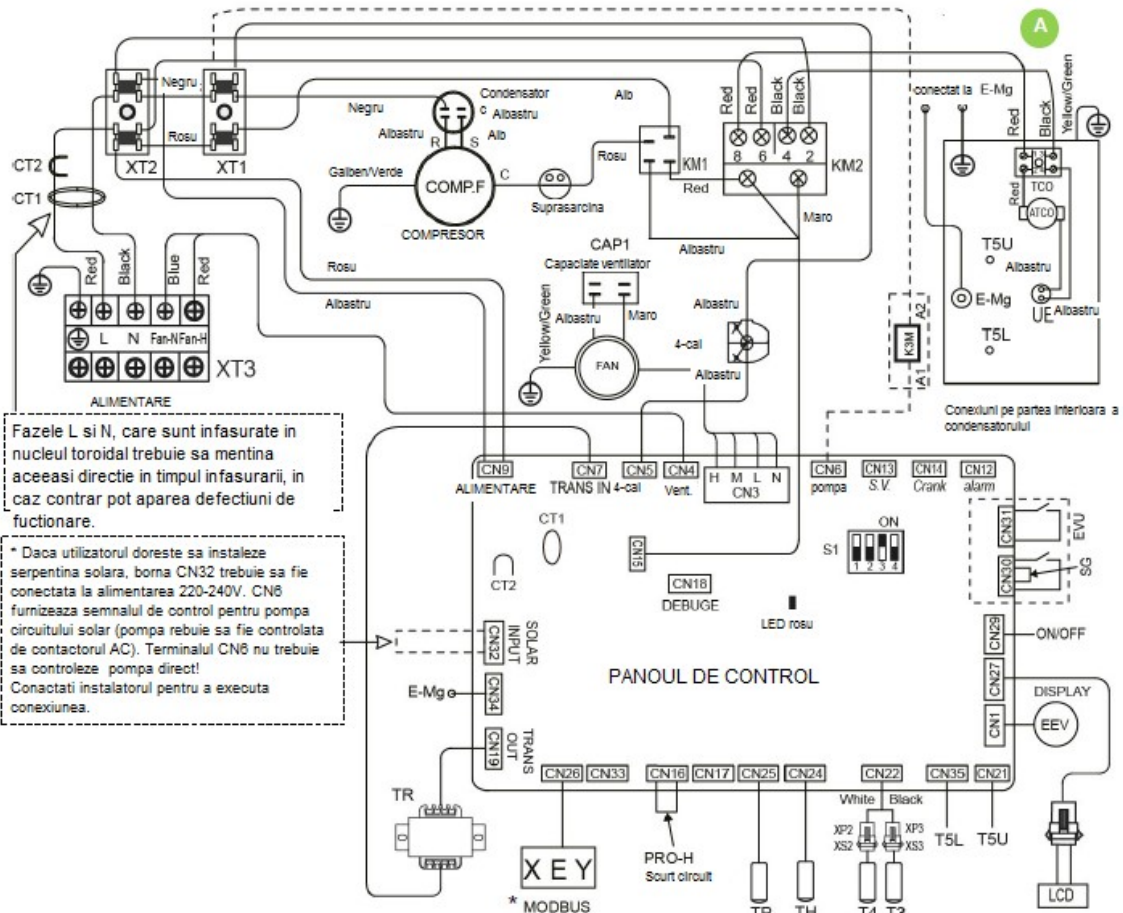 A
Negru
Rosu
CT2
CT1
XT2
XT1
Negru
Condensator
C
Albastru
Albastru
Alb
R
S
Galben/Verde
COMP.F
C
COMPRESOR
Suprasarcina
Alb
Rosu
KM1
Red
Red
Red
Black
Black
8
6
4
2
KM2
Maro
Albastru
conectat la E-Mg
Red
Black
Yellow/Green
Red
TCO
ATCO
T5U
Albastru
E-Mg
UE
Albastru
T5L
Conexiuni pe partea interioara a
condensatorului
Red
Black
Blue
Red
L
N
Fan-N
Fan-H
XT3
ALIMENTARE
Rosu
Albastru
CAP1
Capaciate ventilator
Yellow/Green
Albastru
Maro
FAN
Albastru
4-cal
Albastru
K3M
A2
A1
Fazele L si N, care sunt infasurate in
nucleul toroidal trebuie sa mentina
aceeasi directie in timpul infasurarii, in
caz contrar pot aparea defectiuni de
fuctionare.
* Daca utilizatorul doreste sa instaleze
serpentina solara, borna CN32 trebuie sa fie
conectata la alimentarea 220-240V. CN6
furnizeaza semnalul de control pentru pompa
circuitului solar (pompa rebuie sa fie controlata
de contactorul AC). Terminalul CN6 nu trebuie
sa controleze pompa direct!
Conactati instalatorul pentru a executa
conexiunea.
CN9
ALIMENTARE
CN7
TRANS IN
CN5
4-cal
CN4
Vent.
H M L N
CN3
CN6
pompa
CN13
S.V.
CN14
Crank
CN12
alarm
CT1
CT2
CN15
CN18
DEBUGE
S1
ON
1 2 3 4
LED rosu
CN31
EVU
CN30
SG
CN29
ON/OFF
CN27
DISPLAY
CN1
EEV
SOLAR
INPUT
CN32
E-Mg
CN34
TRANS
OUT
CN19
PANOUL DE CONTROL
CN26
CN33
CN16
CN17
CN25
CN24
CN22
CN35
CN21
White
Black
XP2
XS2
XP3
XS3
T5L
T5U
TR
X E Y
* MODBUS
PRO-H
Scurt circuit
TP
TH
T4
T3
LCD